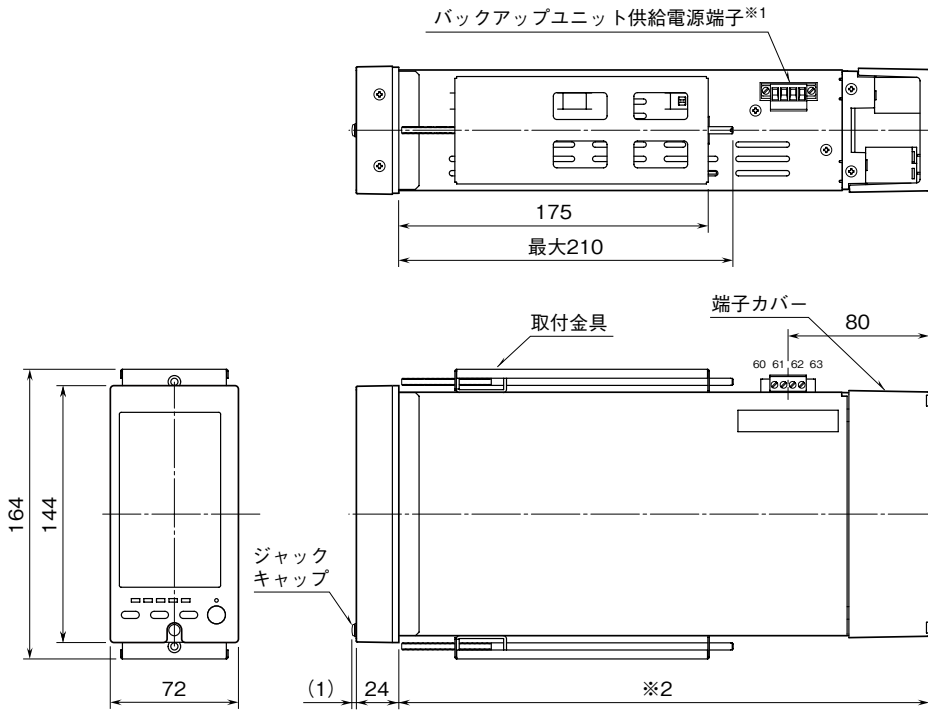 バックアップユニット供給電源端子※1
175
最大210
端子カバー
取付金具
80
60 61 62 63
164
144
ジャック
キャップ
72
(1)
24
※2